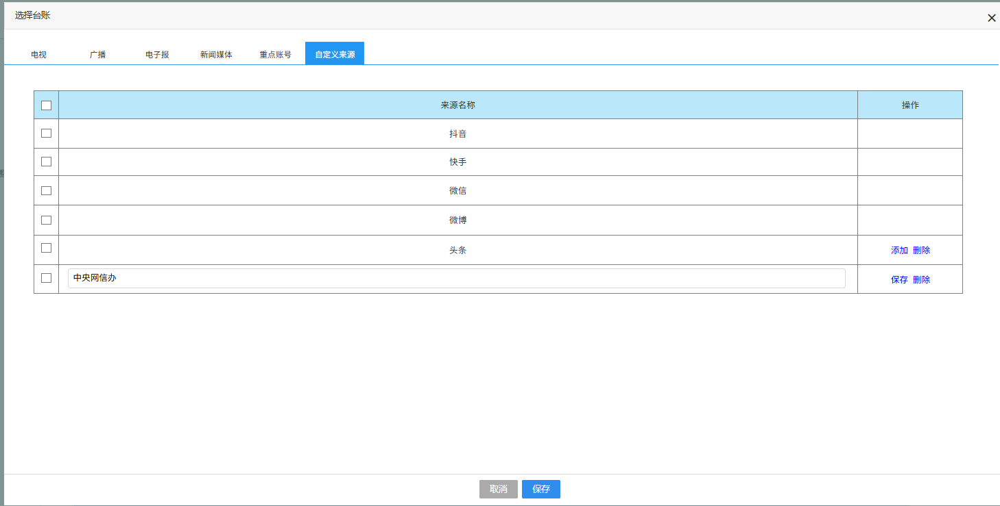 选择台账
电视 广播 电子报 新闻媒体 重点账号 自定义来源
来源名称 操作
抖音
快手
微信
微博
头条 添加 删除
中央网信办 保存 删除
取消 保存